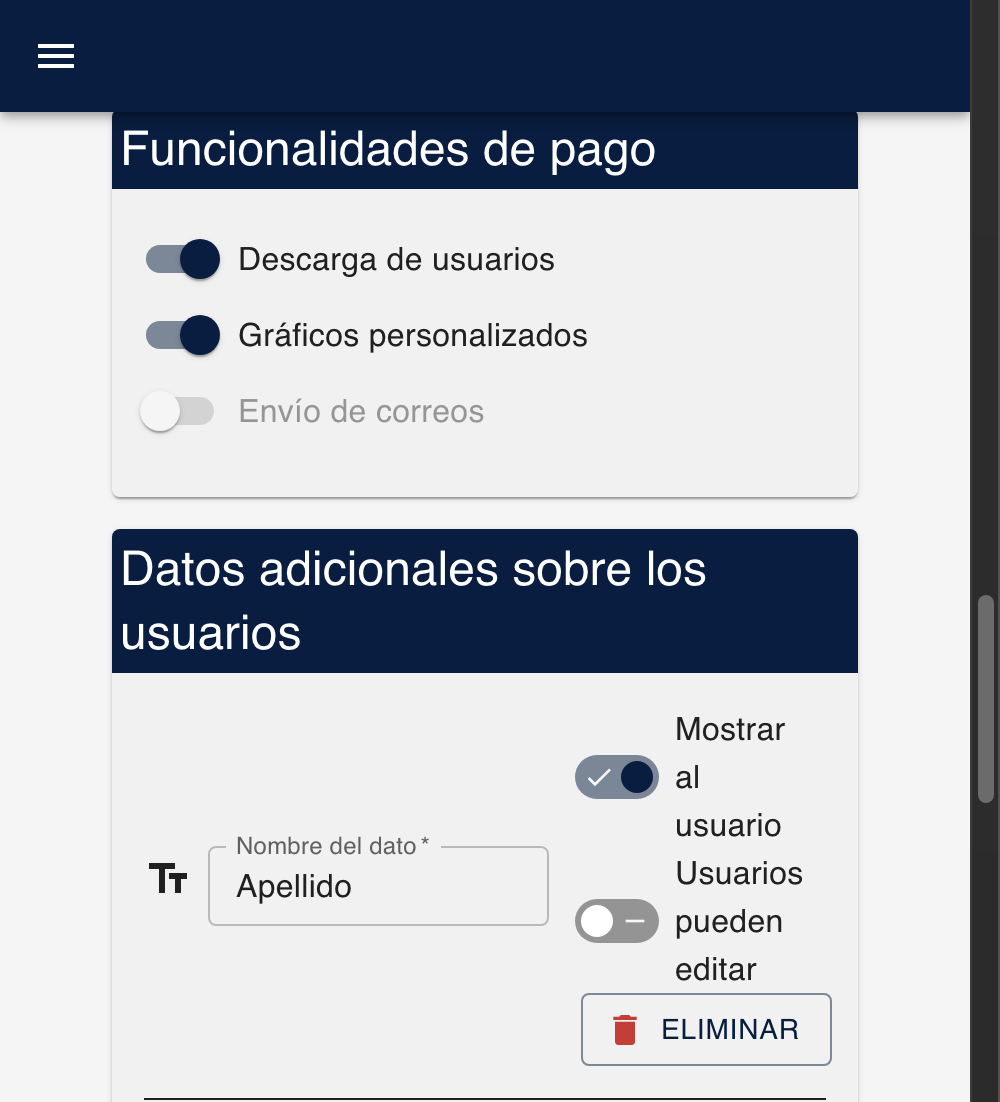 Funcionalidades de pago
Descarga de usuarios
Gráficos personalizados
Envío de correos
Datos adicionales sobre los
usuarios
Nombre del dato *
Apellido
Mostrar
al
usuario
Usuarios
pueden
editar
ELIMINAR